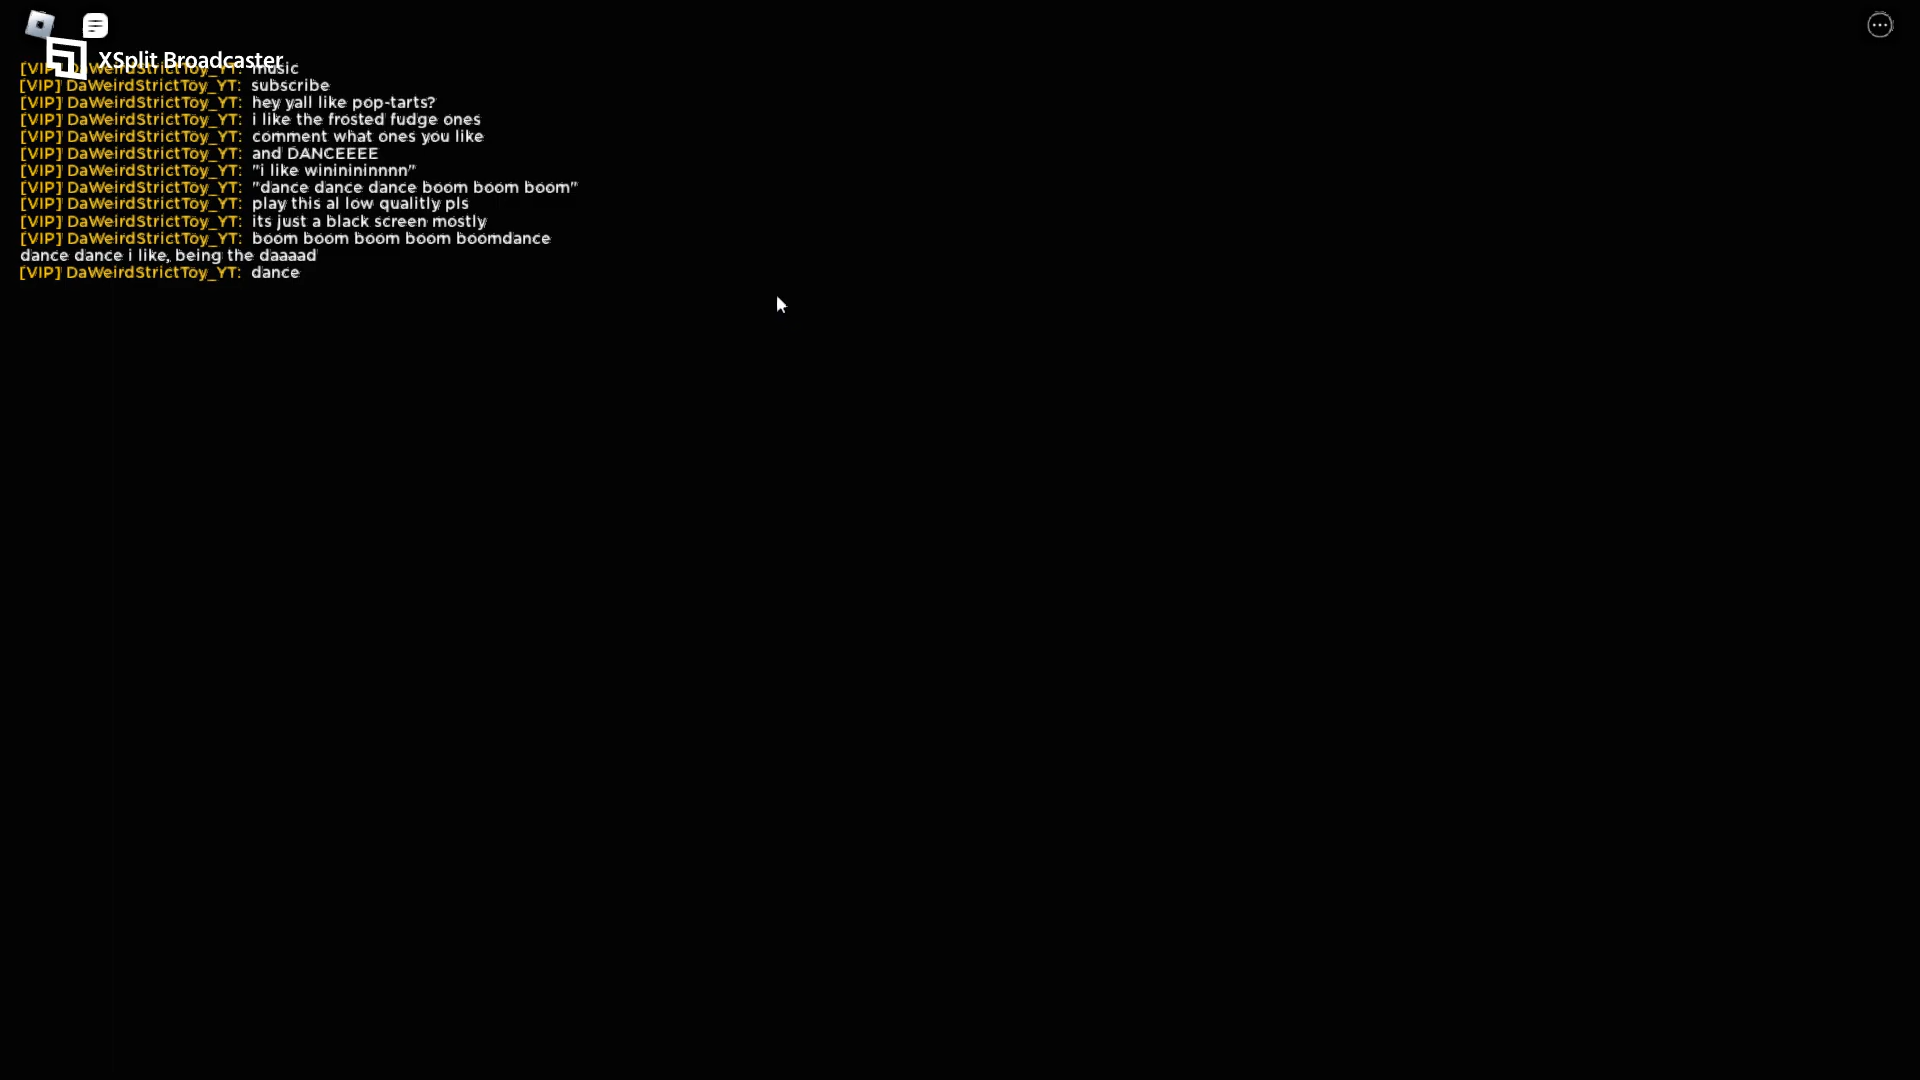 XSplit Broadcaster
[VIP] DaWeirdStrictToy_YT: music
[VIP] DaWeirdStrictToy_YT: subscribe
[VIP] DaWeirdStrictToy_YT: hey yall like pop-tarts?
[VIP] DaWeirdStrictToy_YT: i like the frosted fudge ones
[VIP] DaWeirdStrictToy_YT: comment what ones you like
[VIP] DaWeirdStrictToy_YT: and DANCEEEE
[VIP] DaWeirdStrictToy_YT: "i like wininininnnn"
[VIP] DaWeirdStrictToy_YT: "dance dance dance boom boom boom"
[VIP] DaWeirdStrictToy_YT: play this al low qualitly pls
[VIP] DaWeirdStrictToy_YT: its just a black screen mostly
[VIP] DaWeirdStrictToy_YT: boom boom boom boom boomdance
dance dance i like, being the daaaad
[VIP] DaWeirdStrictToy_YT: dance